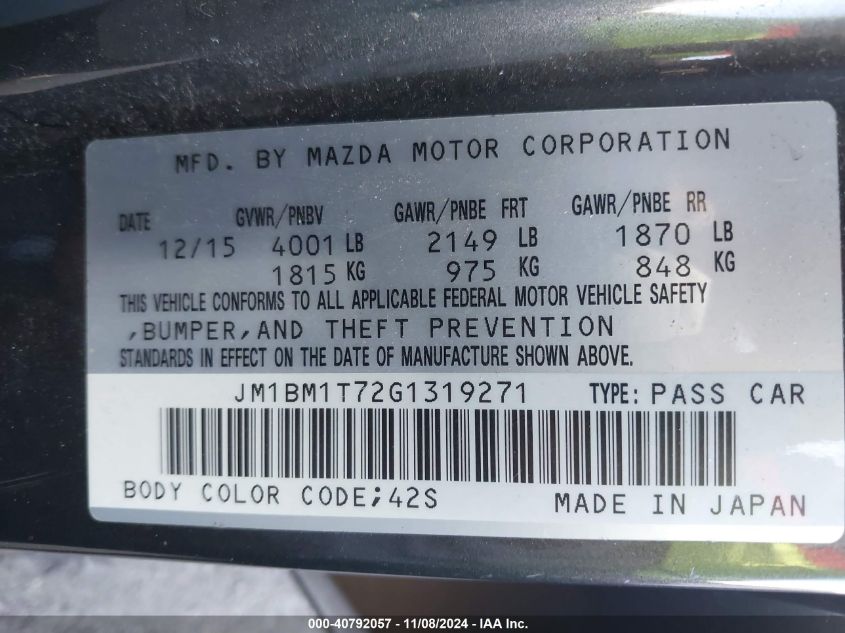 MFD. BY MAZDA MOTOR CORPORATION
DATE GVWR/PNBV GAWR/PNBE FRT GAWR/PNBE RR
12/15 4001 LB 2149 LB 1870 LB
1815 KG 975 KG 848 KG
THIS VEHICLE CONFORMS TO ALL APPLICABLE FEDERAL MOTOR VEHICLE SAFETY
,BUMPER,AND THEFT PREVENTION
STANDARDS IN EFFECT ON THE DATE OF MANUFACTURE SHOWN ABOVE.
JM1BM1T72G1319271 TYPE: PASS CAR
BODY COLOR CODE;42S MADE IN JAPAN
000-40792057 - 11/08/2024 - IAA Inc.